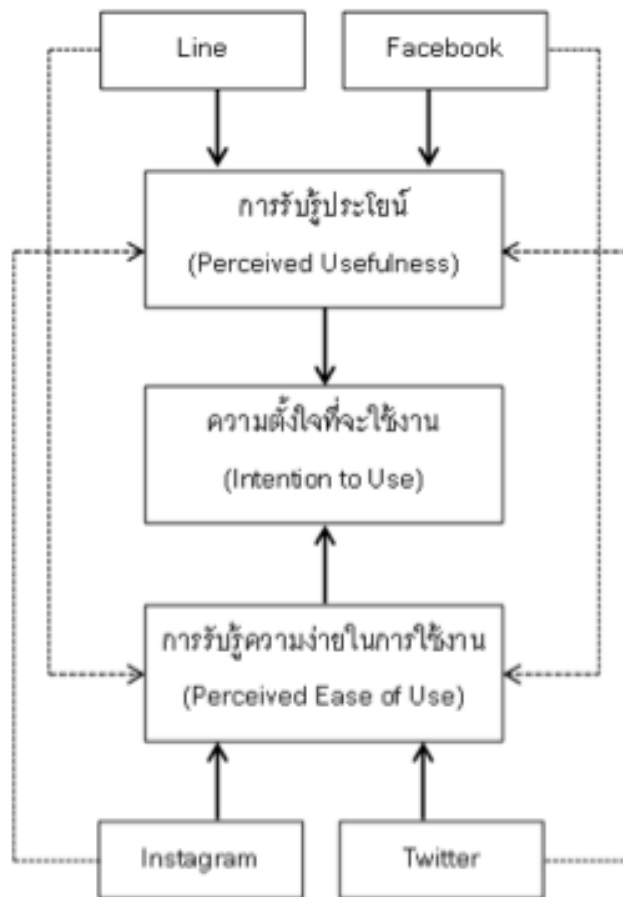 Line
Facebook
การรับรู้ประโยน์
(Perceived Usefulness)
ความตั้งใจที่จะใช้งาน
(Intention to Use)
การรับรู้ความง่ายในการใช้งาน
(Perceived Ease of Use)
Instagram
Twitter